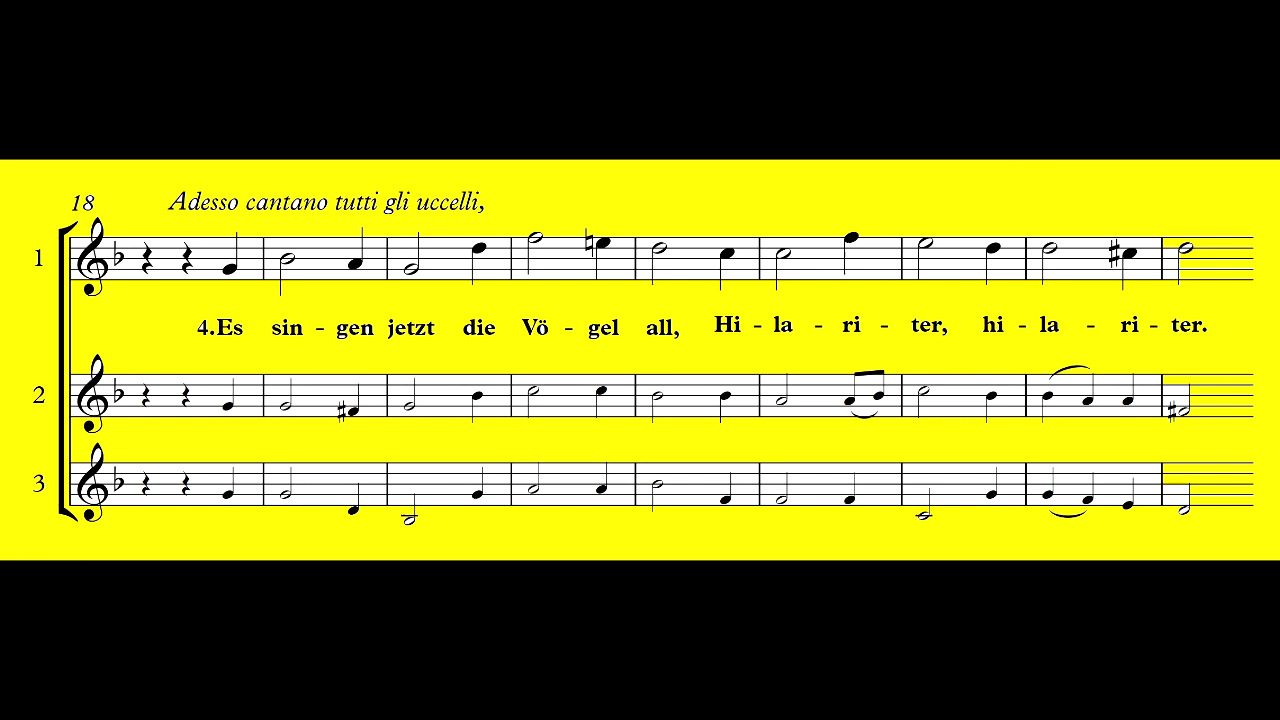 18 Adesso cantano tutti gli uccelli,
1
4.Es sin - gen jetzt die Vö - gel all, Hi - la - ri - ter, hi - la - ri - ter.
2
3